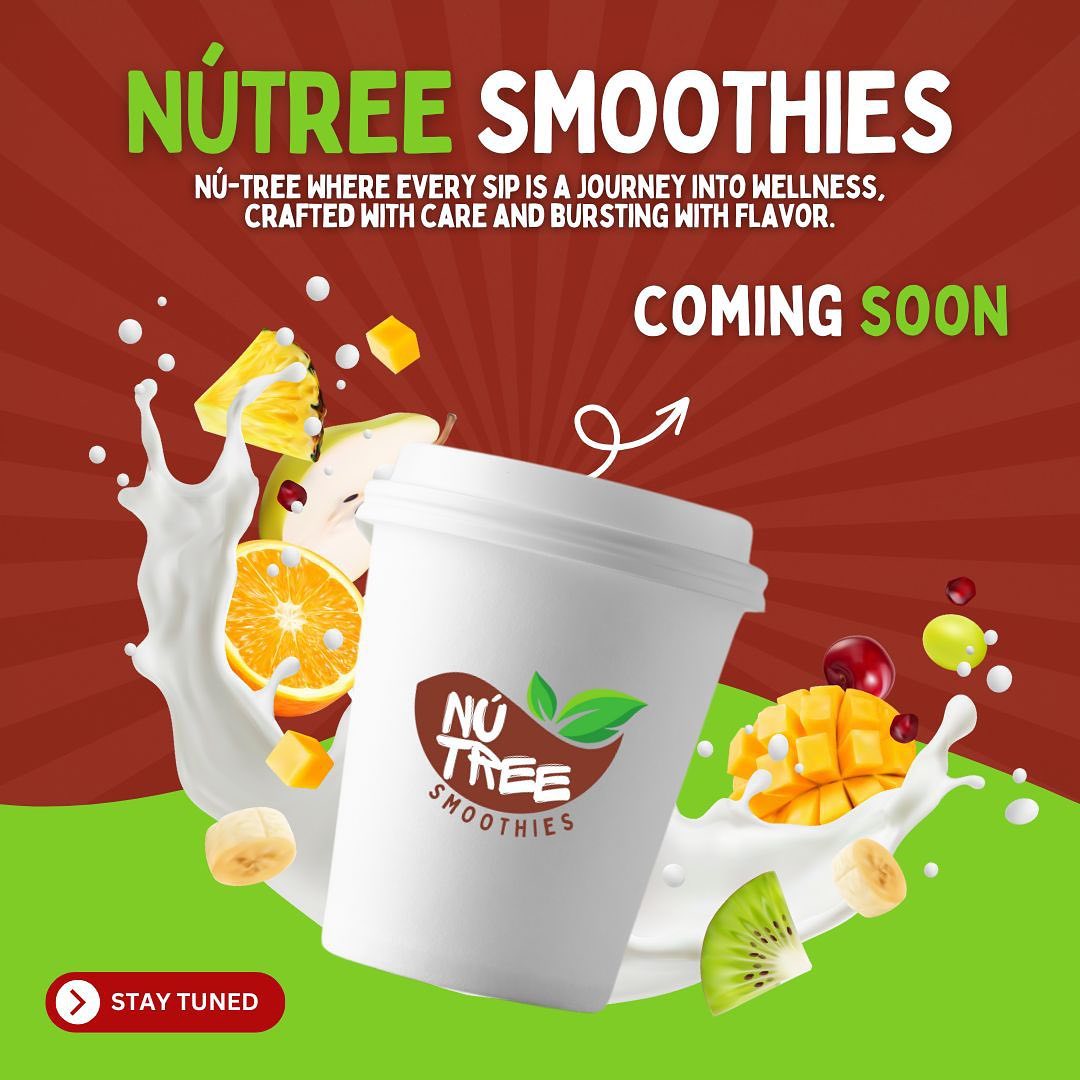 NÚTREE SMOOTHIES
NÚ-TREE WHERE EVERY SIP IS A JOURNEY INTO WELLNESS,
CRAFTED WITH CARE AND BURSTING WITH FLAVOR.
COMING SOON
NÚ
TREE
SMOOTHIES
STAY TUNED